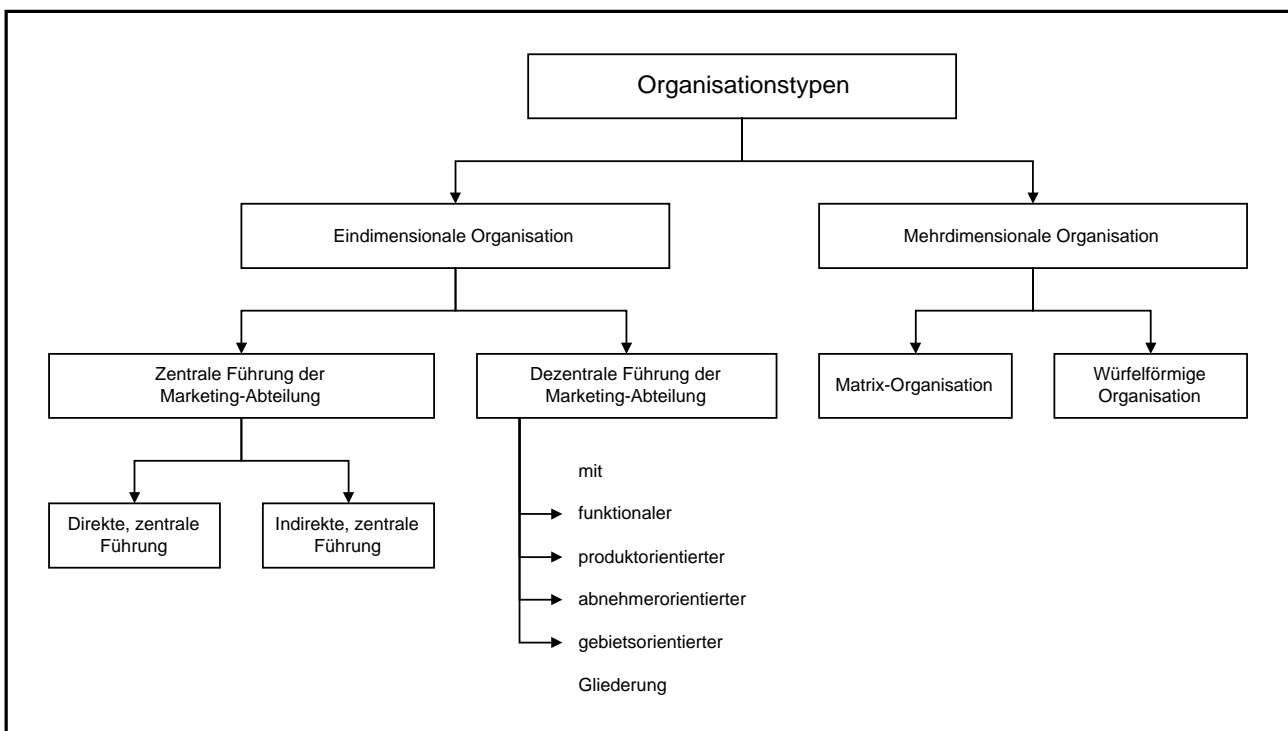 Organisationstypen
Eindimensionale Organisation
Mehrdimensionale Organisation
Zentrale Führung der
Marketing-Abteilung
Dezentrale Führung der
Marketing-Abteilung
Matrix-Organisation
Würfelförmige
Organisation
Direkte, zentrale
Führung
Indirekte, zentrale
Führung
mit
funktionaler
produktorientierter
abnehmerorientierter
gebietsorientierter
Gliederung